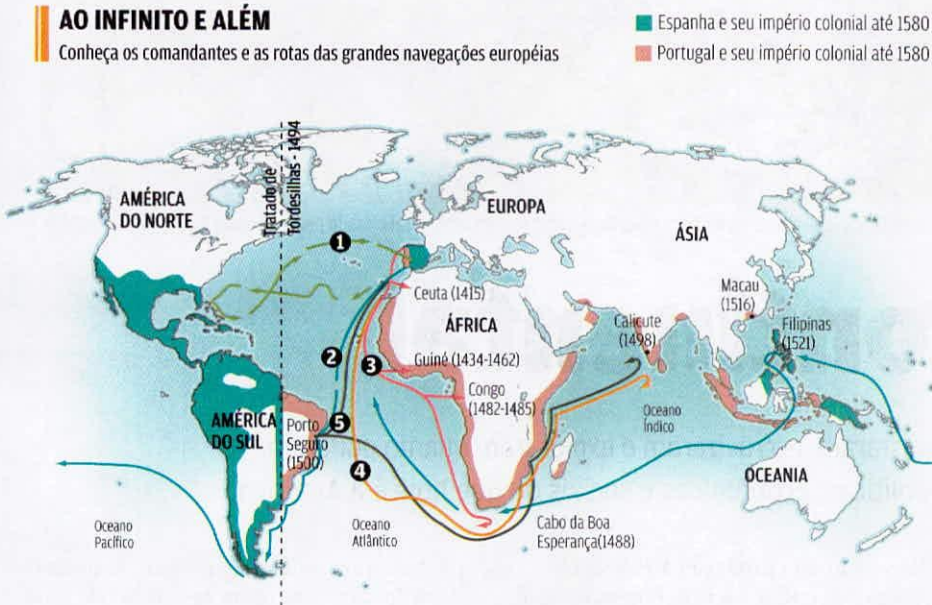 AO INFINITO E ALÉM
Conheça os comandantes e as rotas das grandes navegações européias
Espanha e seu império colonial até 1580
Portugal e seu império colonial até 1580
Tratado de
Tordesilhas - 1494
AMÉRICA
DO NORTE
EUROPA
ÁSIA
1
Ceuta (1415)
Macau
(1516)
ÁFRICA
Calicute
(1498)
Filipinas
(1521)
2
3
Guiné (1434-1462)
Congo
(1482-1485)
AMÉRICA
DO SUL
Porto
Seguro
(1500)
5
4
Oceano
Índico
OCEANIA
Oceano
Pacífico
Oceano
Atlântico
Cabo da Boa
Esperança(1488)